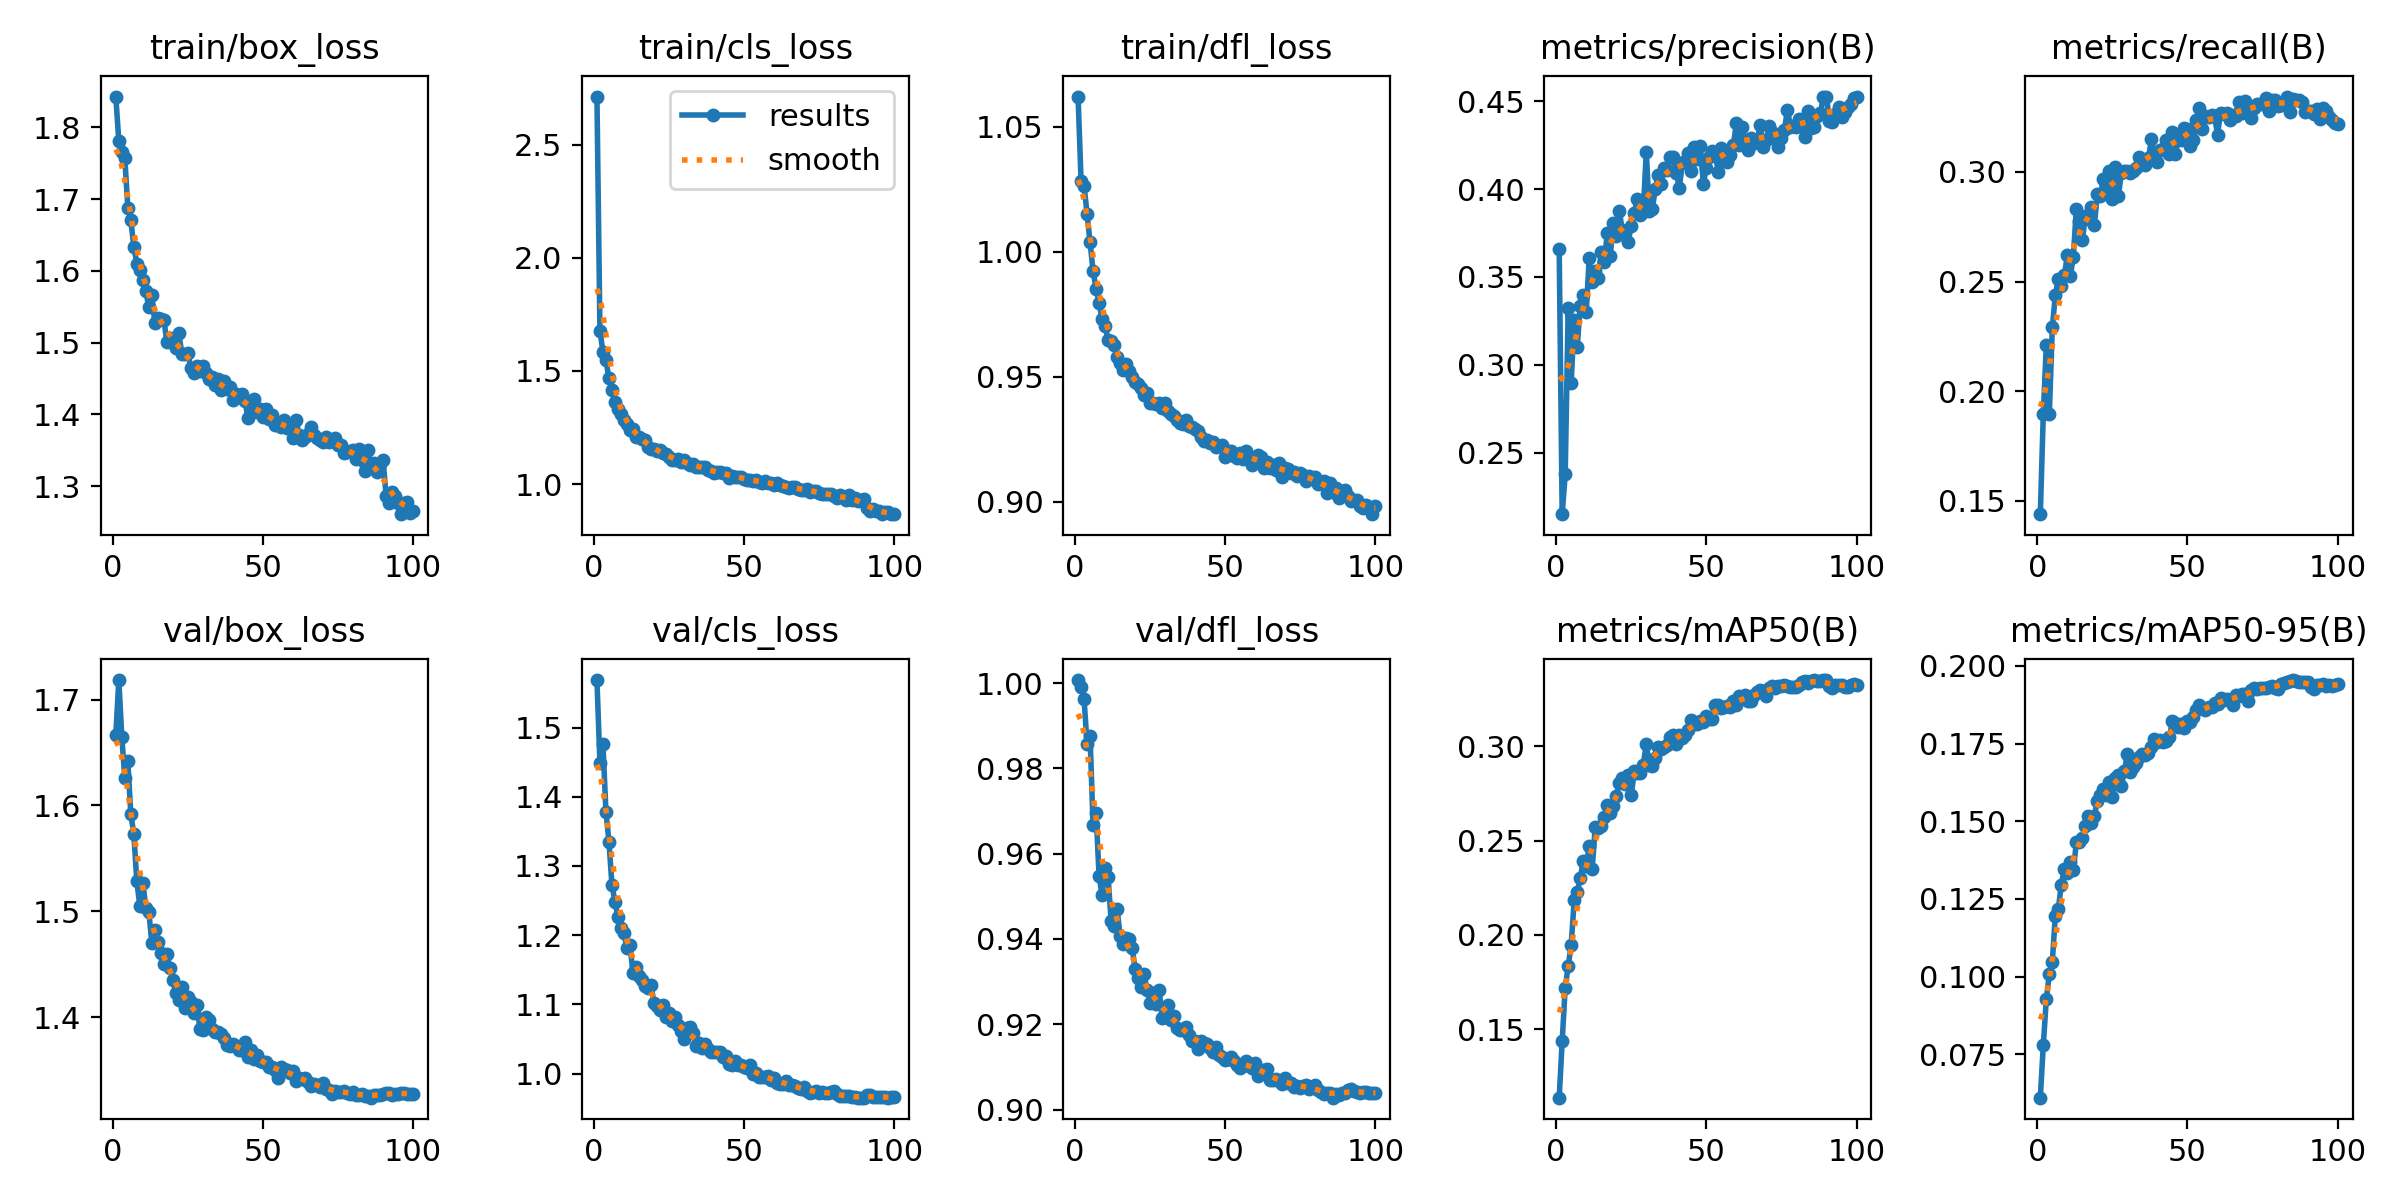 train/box_loss
1.8
1.7
1.6
1.5
1.4
1.3
0 50 100
train/cls_loss
results
smooth
2.5
2.0
1.5
1.0
0 50 100
train/dfl_loss
1.05
1.00
0.95
0.90
0 50 100
metrics/precision(B)
0.45
0.40
0.35
0.30
0.25
0 50 100
metrics/recall(B)
0.30
0.25
0.20
0.15
0 50 100
val/box_loss
1.7
1.6
1.5
1.4
0 50 100
val/cls_loss
1.5
1.4
1.3
1.2
1.1
1.0
0 50 100
val/dfl_loss
1.00
0.98
0.96
0.94
0.92
0.90
0 50 100
metrics/mAP50(B)
0.30
0.25
0.20
0.15
0 50 100
metrics/mAP50-95(B)
0.200
0.175
0.150
0.125
0.100
0.075
0 50 100